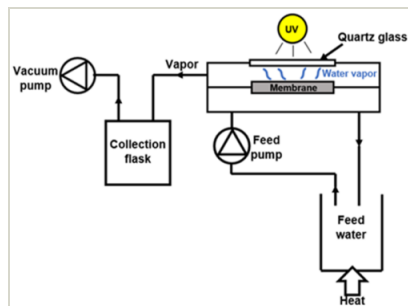 UV
Quartz glass
Vapor
Water vapor
Vacuum
pump
Membrane
Collection
flask
Feed
pump
Feed
water
Heat